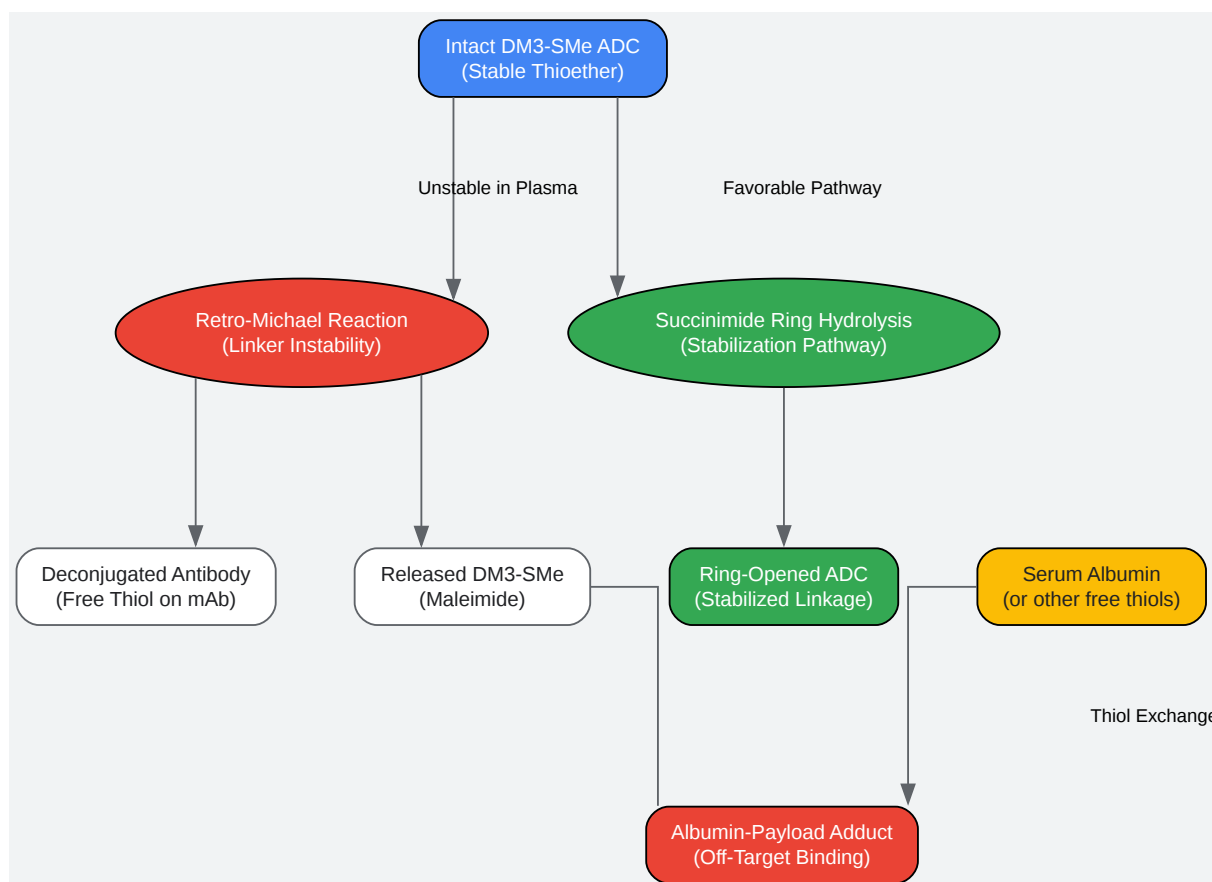 Intact DM3-SMe ADC
(Stable Thioether)
Unstable in Plasma
Favorable Pathway
Retro-Michael Reaction
(Linker Instability)
Succinimide Ring Hydrolysis
(Stabilization Pathway)
Deconjugated Antibody
(Free Thiol on mAb)
Released DM3-SMe
(Maleimide)
Ring-Opened ADC
(Stabilized Linkage)
Serum Albumin
(or other free thiols)
Thiol Exchange
Albumin-Payload Adduct
(Off-Target Binding)